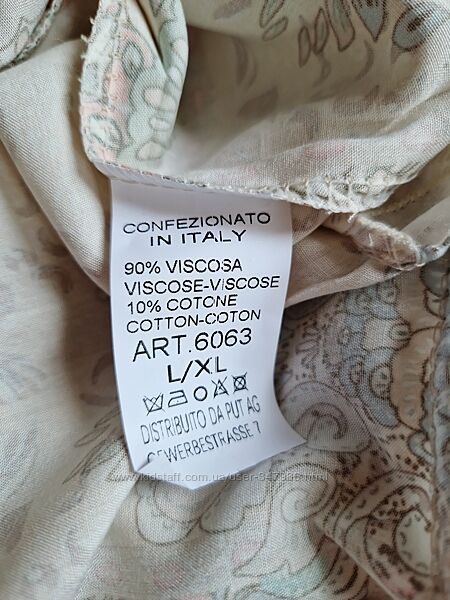 CONFEZIONATO
IN ITALY
90% VISCOSA
VISCOSE-VISCOSE
10% COTONE
COTTON-COTON
ART.6063
L/XL
DISTRIBUTO DA PUT AG
GEWERBESTRASSE 7